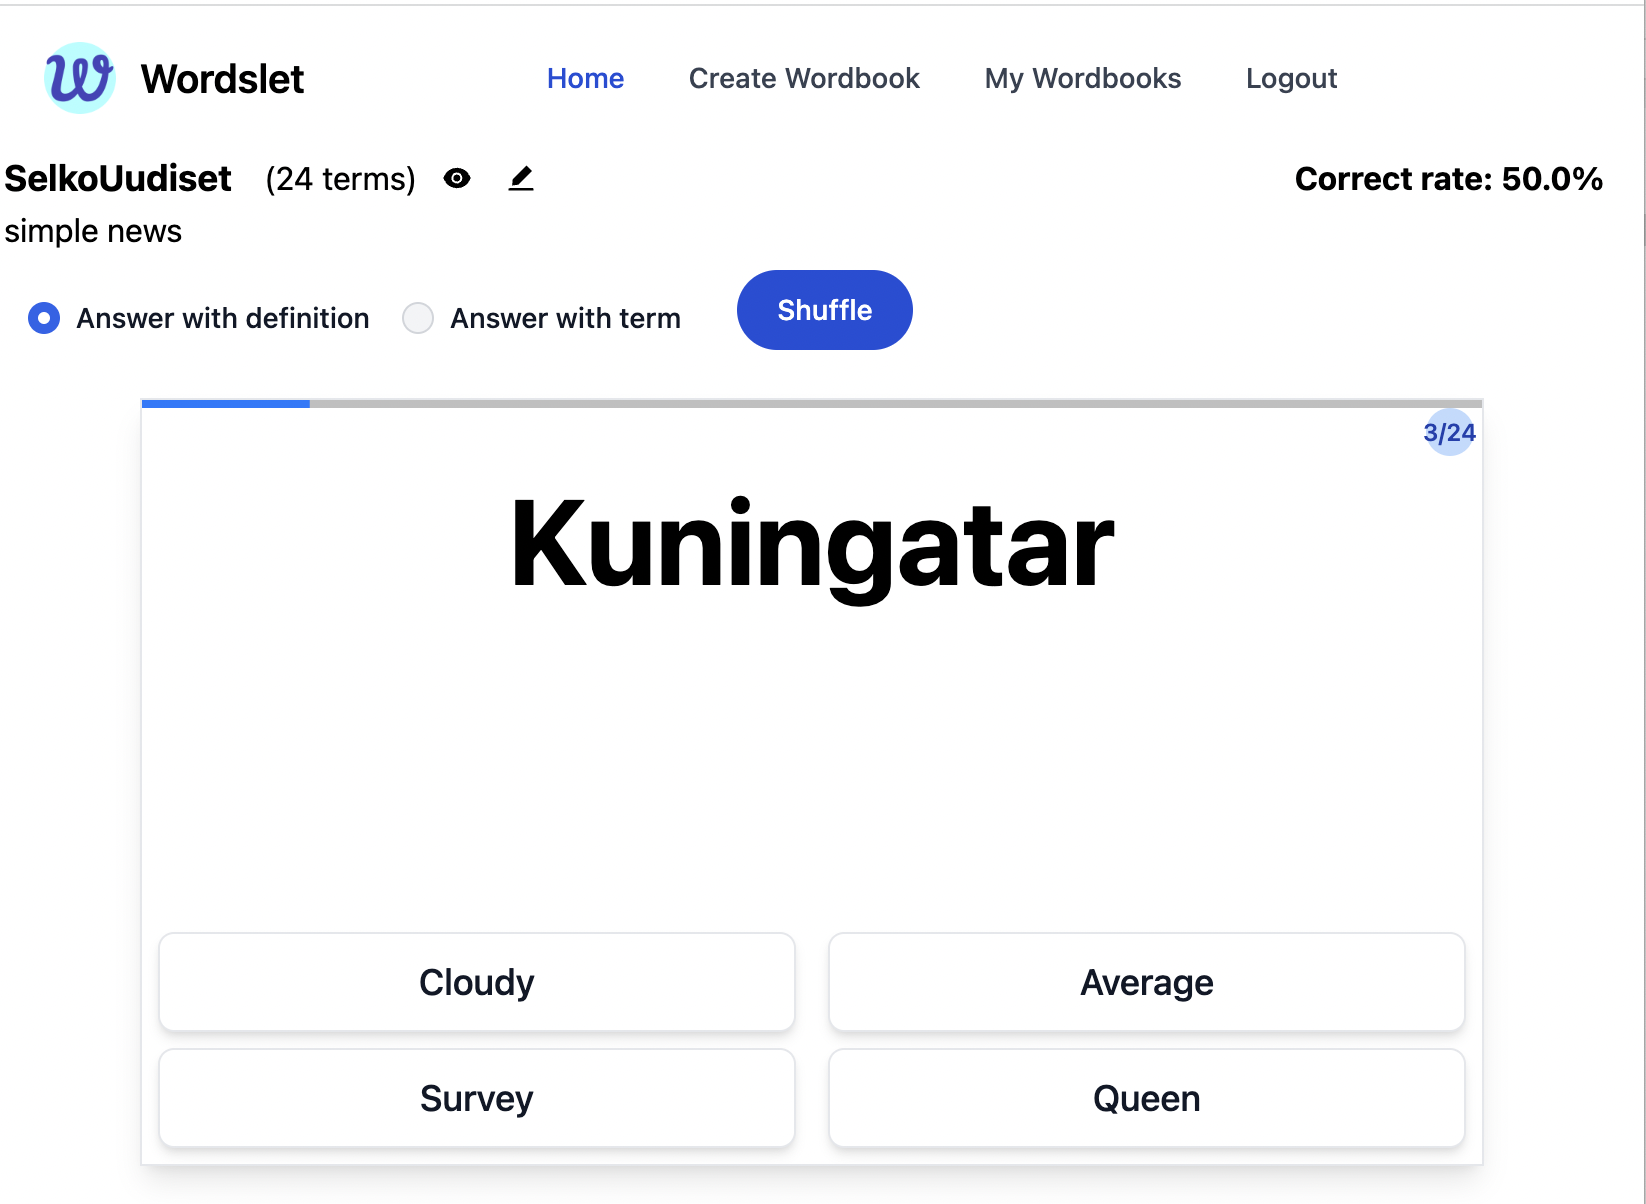 W Wordslet Home Create Wordbook My Wordbooks Logout
SelkoUudiset (24 terms) Correct rate: 50.0%
simple news
Answer with definition Answer with term Shuffle
3/24
Kuningatar
Cloudy Average
Survey Queen